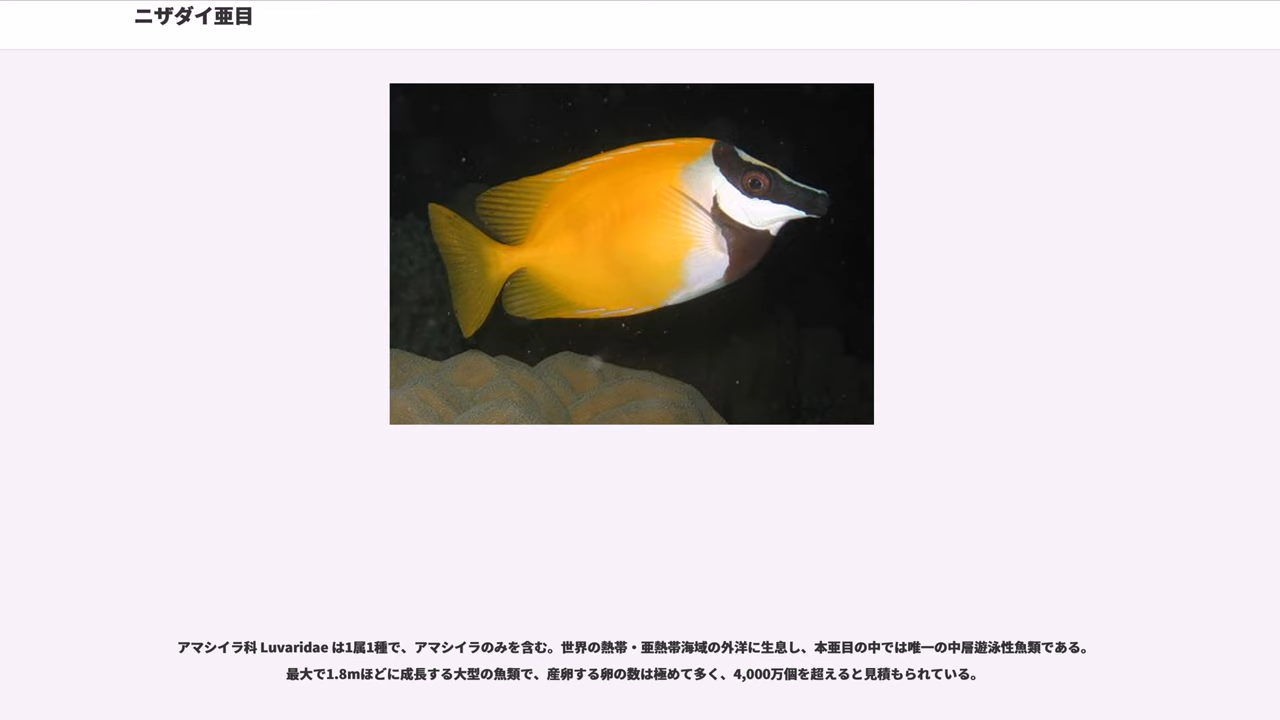 ニザダイ亜目
アマシイラ科 Luvaridae は1属1種で、アマシイラのみを含む。世界の熱帯・亜熱帯海域の外洋に生息し、本亜目の中では唯一の中層遊泳性魚類である。
最大で1.8mほどに成長する大型の魚類で、産卵する卵の数は極めて多く、4,000万個を超えると見積もられている。